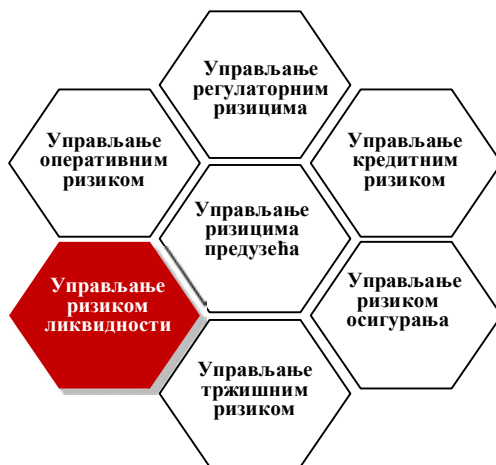 Управљање
регулаторним
ризицима
Управљање
оперативним
ризиком
Управљање
кредитним
ризиком
Управљање
ризицима
предузећа
Управљање
ризиком
ликвидности
Управљање
ризиком
осигурања
Управљање
тржишним
ризиком